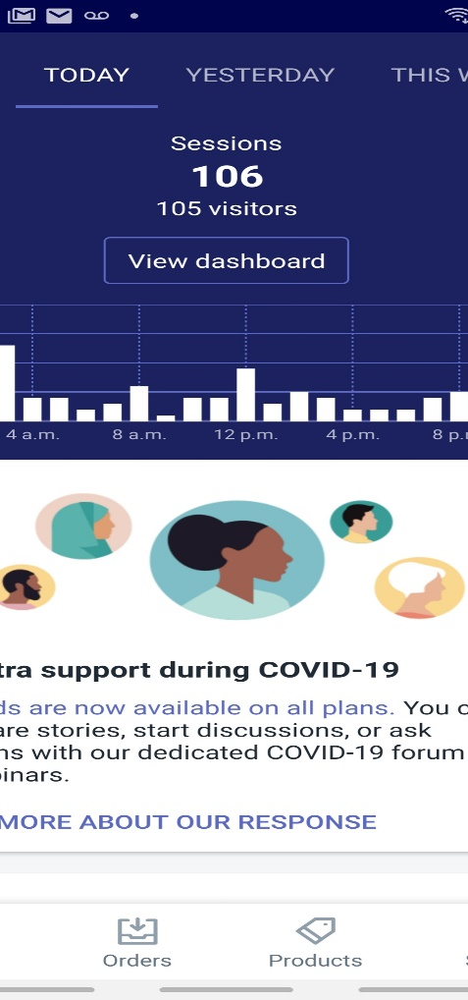 TODAY YESTERDAY THIS W
Sessions
106
105 visitors
View dashboard
4 a.m. 8 a.m. 12 p.m. 4 p.m. 8 p.
tra support during COVID-19
ds are now available on all plans. You c
are stories, start discussions, or ask
ns with our dedicated COVID-19 forum
inars.
MORE ABOUT OUR RESPONSE
Orders Products